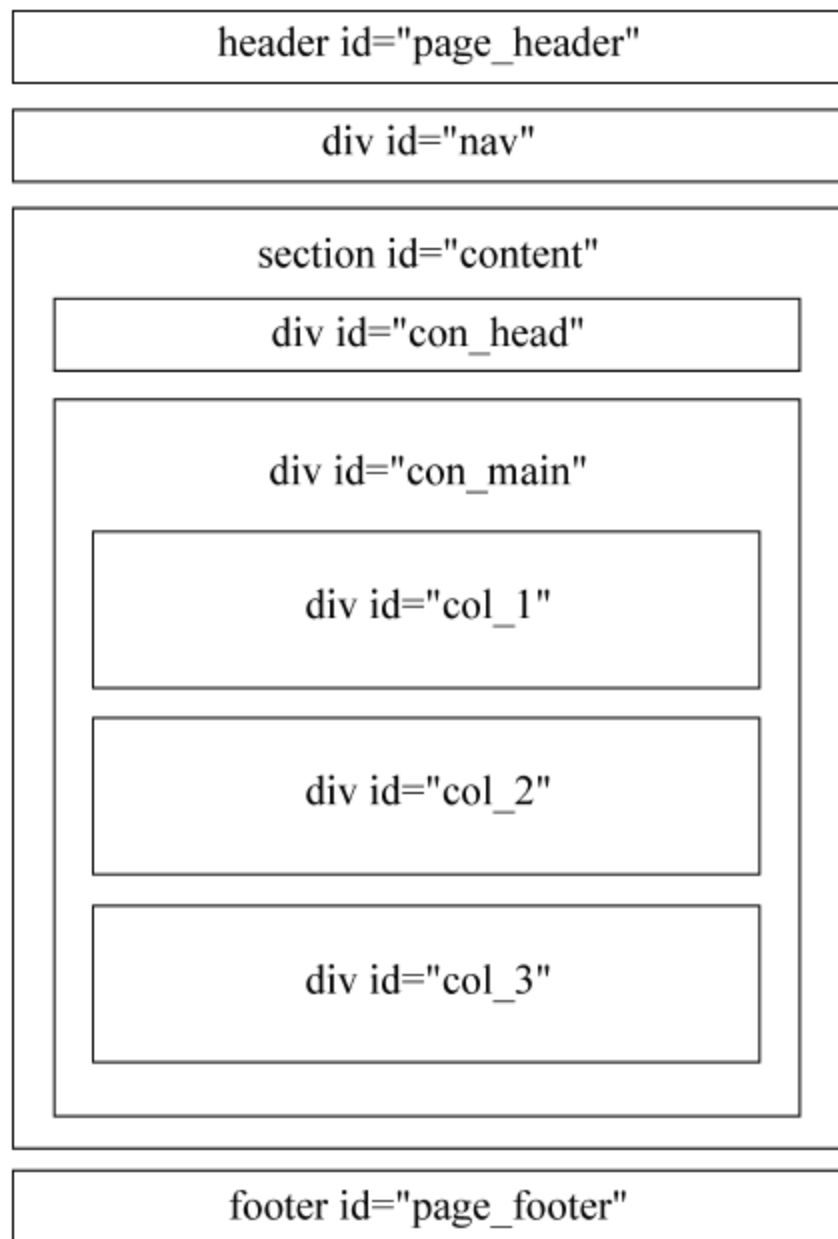 header id="page_header"
div id="nav"
section id="content"
div id="con_head"
div id="con_main"
div id="col_1"
div id="col_2"
div id="col_3"
footer id="page_footer"